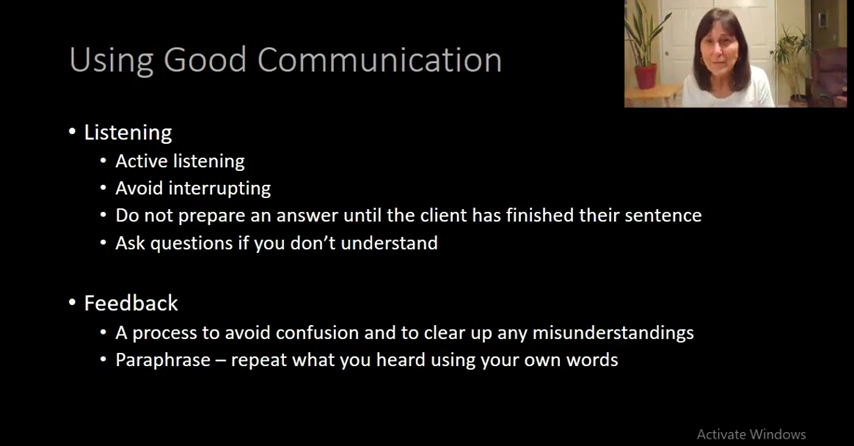 Using Good Communication
• Listening
• Active listening
• Avoid interrupting
• Do not prepare an answer until the client has finished their sentence
• Ask questions if you don’t understand
• Feedback
• A process to avoid confusion and to clear up any misunderstandings
• Paraphrase – repeat what you heard using your own words
Activate Windows